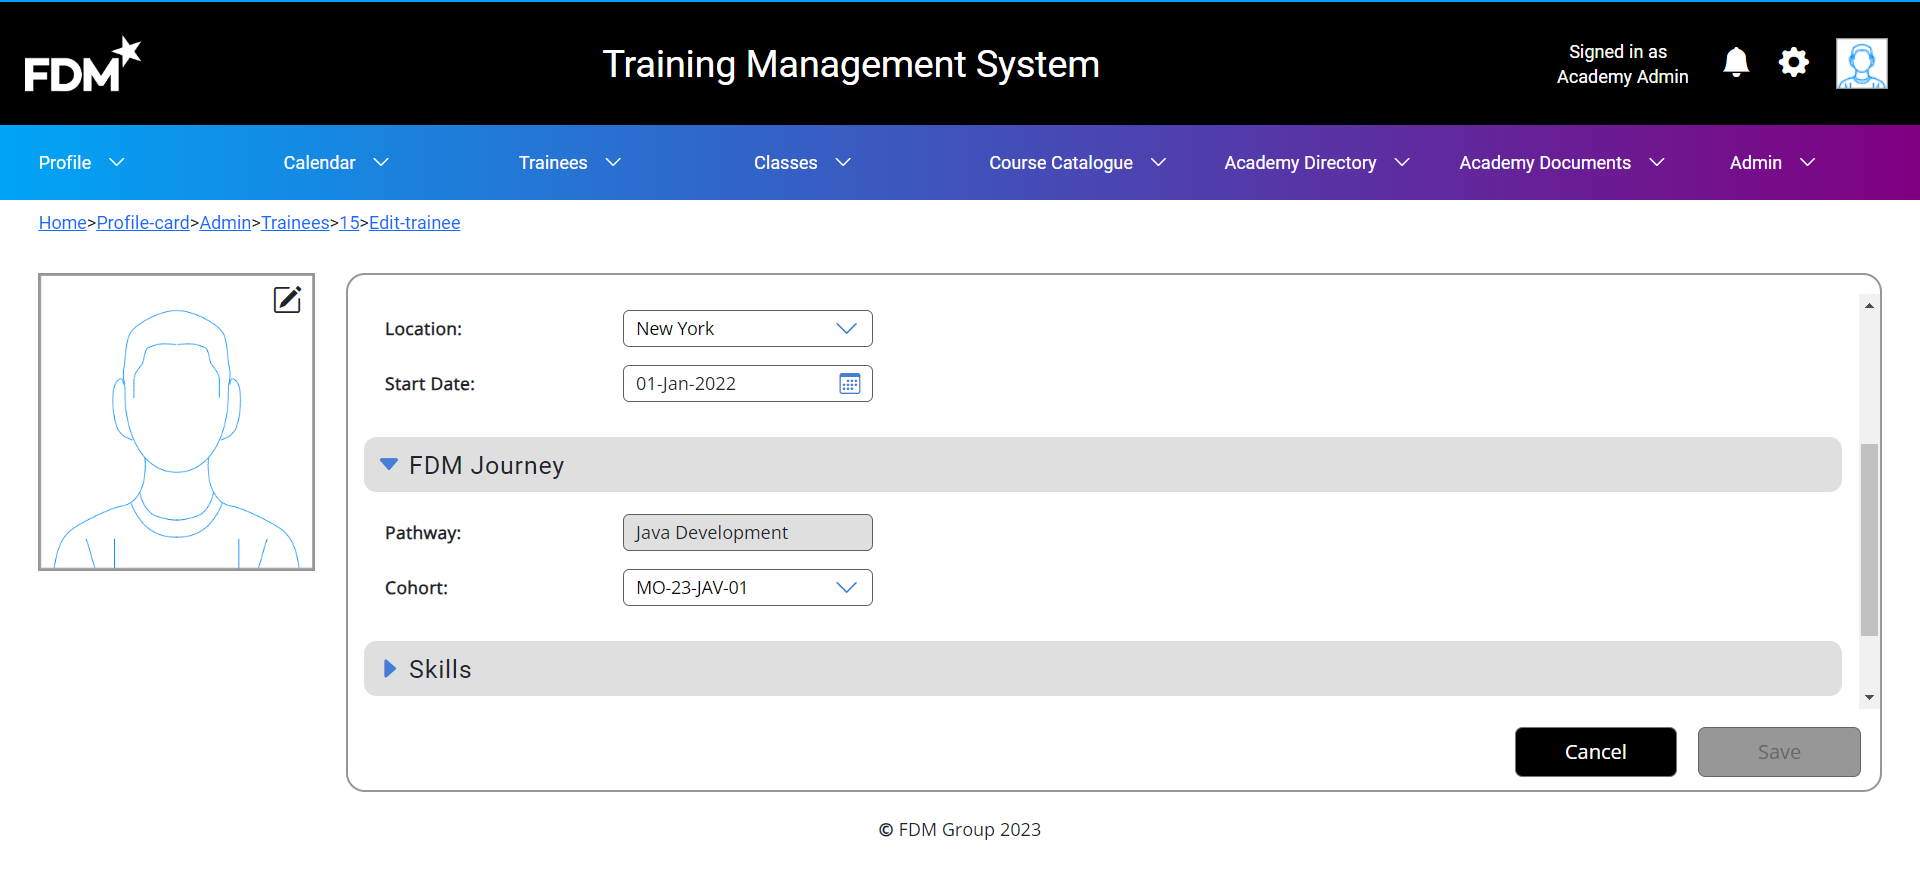 FDM
Training Management System
Signed in as
Academy Admin
Profile
Calendar
Trainees
Classes
Course Catalogue
Academy Directory
Academy Documents
Admin
Home>Profile-card>Admin>Trainees>15>Edit-trainee
Location: New York
Start Date: 01-Jan-2022
FDM Journey
Pathway: Java Development
Cohort: MO-23-JAV-01
Skills
Cancel
Save
© FDM Group 2023